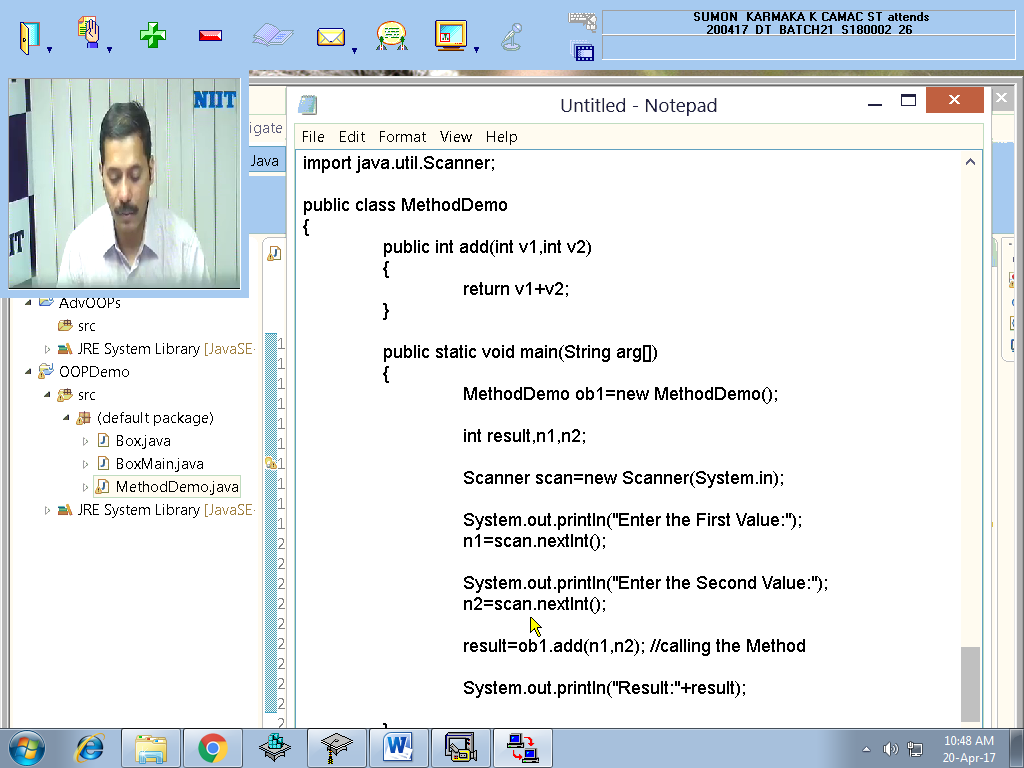 SUMON KARMAKA K CAMAC ST attends
200417_DT_BATCH21_S180002_26
NIIT
IT
igate
Java
AdvOOPs
src
JRE System Library [JavaSE-
OOPDemo
src
(default package)
Box.java
BoxMain.java
MethodDemo.java
JRE System Library [JavaSE-
Untitled - Notepad
File Edit Format View Help
import java.util.Scanner;
public class MethodDemo
{
public int add(int v1,int v2)
{
return v1+v2;
}
public static void main(String arg[])
{
MethodDemo ob1=new MethodDemo();
int result,n1,n2;
Scanner scan=new Scanner(System.in);
System.out.println("Enter the First Value:");
n1=scan.nextInt();
System.out.println("Enter the Second Value:");
n2=scan.nextInt();
result=ob1.add(n1,n2); //calling the Method
System.out.println("Result:"+result);
}
10:48 AM
20-Apr-17